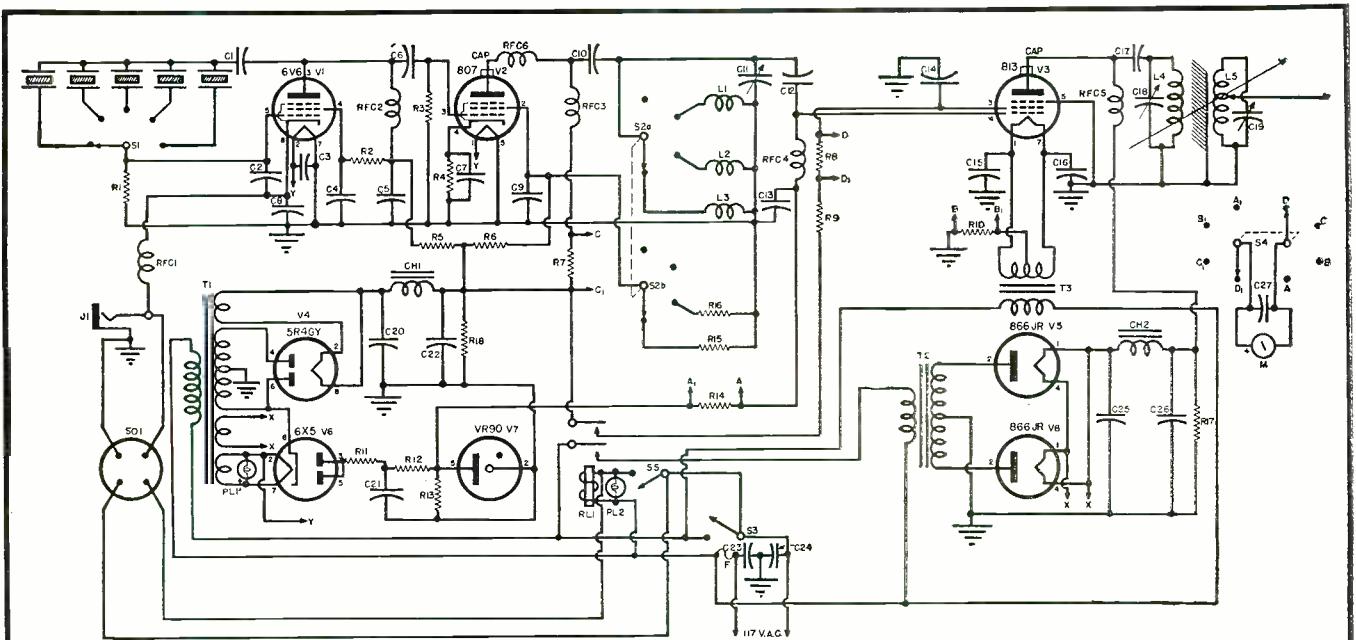 C1
6V6 3 V1
C6
CAP
RFC6
807 V2
C10
C11
CAP
813 V3
C17
L4
L5
C14
C12
C18
C19
RFC2
R3
RFC3
L1
L2
L3
S2a
RFC4
RFC5
D
R8
D2
R9
S1
R1
C2
C3
Y
R2
R4
C7
Y
C8
C4
C5
C9
C13
C15
C16
R5
R6
C
R7
C1
S2b
B
B1
R10
A1
B1
D
C
S4
C1
B
D1
C27
A
M
RFC1
J1
T1
CH1
V4
5R4GY
C20
C22
R18
R16
R15
T3
T2
866JR V5
CH2
C25
C26
R17
866JR V8
X
X
A1
A
R14
X
X
6X5 V6
R11
R12
C21
R13
VR90 V7
PL1
Y
SO1
RL1
PL2
S5
S3
C23
C24
F
117 V.A.C.